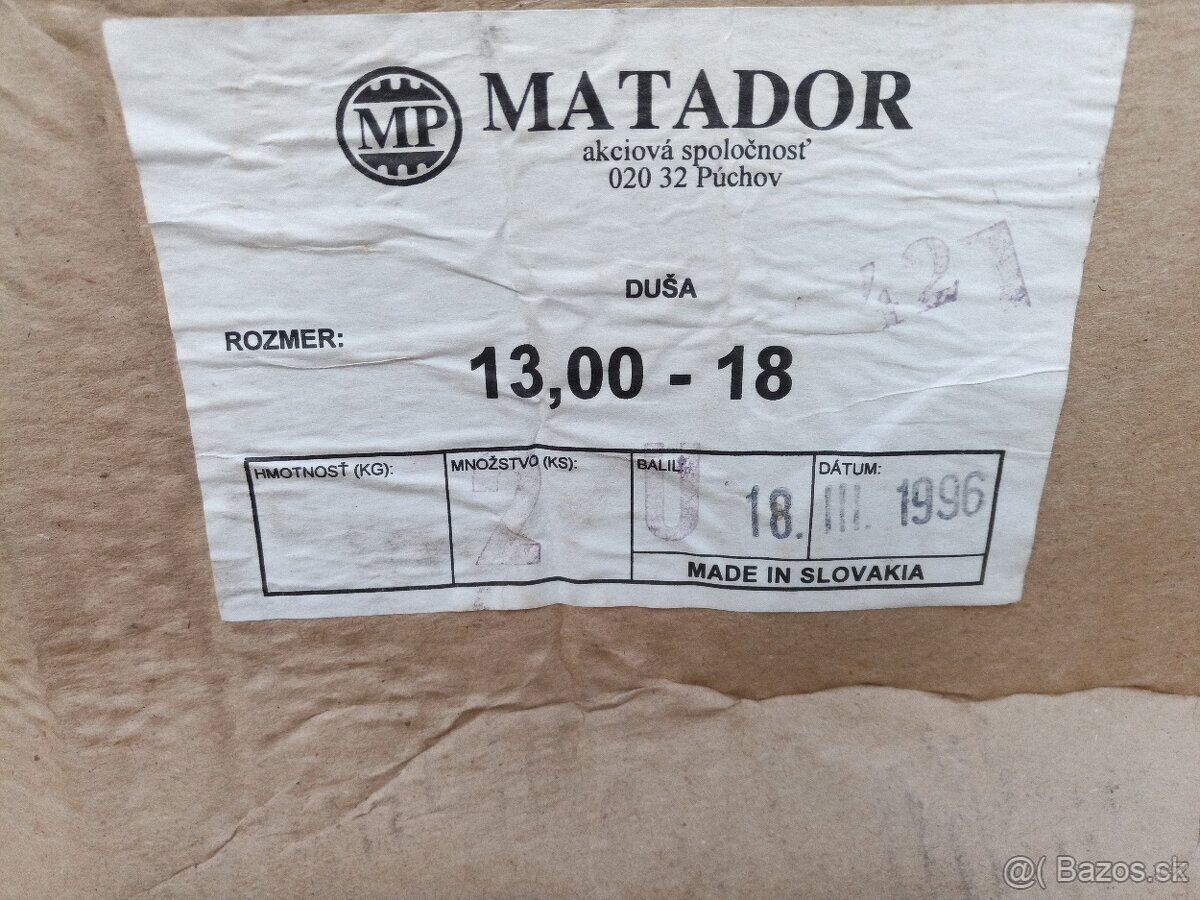 MP MATADOR
akciová spoločnosť
020 32 Púchov
21
DUŠA
ROZMER:
13,00 - 18
HMOTNOSŤ (KG):
MNOŽSTVO (KS):
2
BALIL:
U
DÁTUM:
18. III. 1996
MADE IN SLOVAKIA
@( Bazos.sk